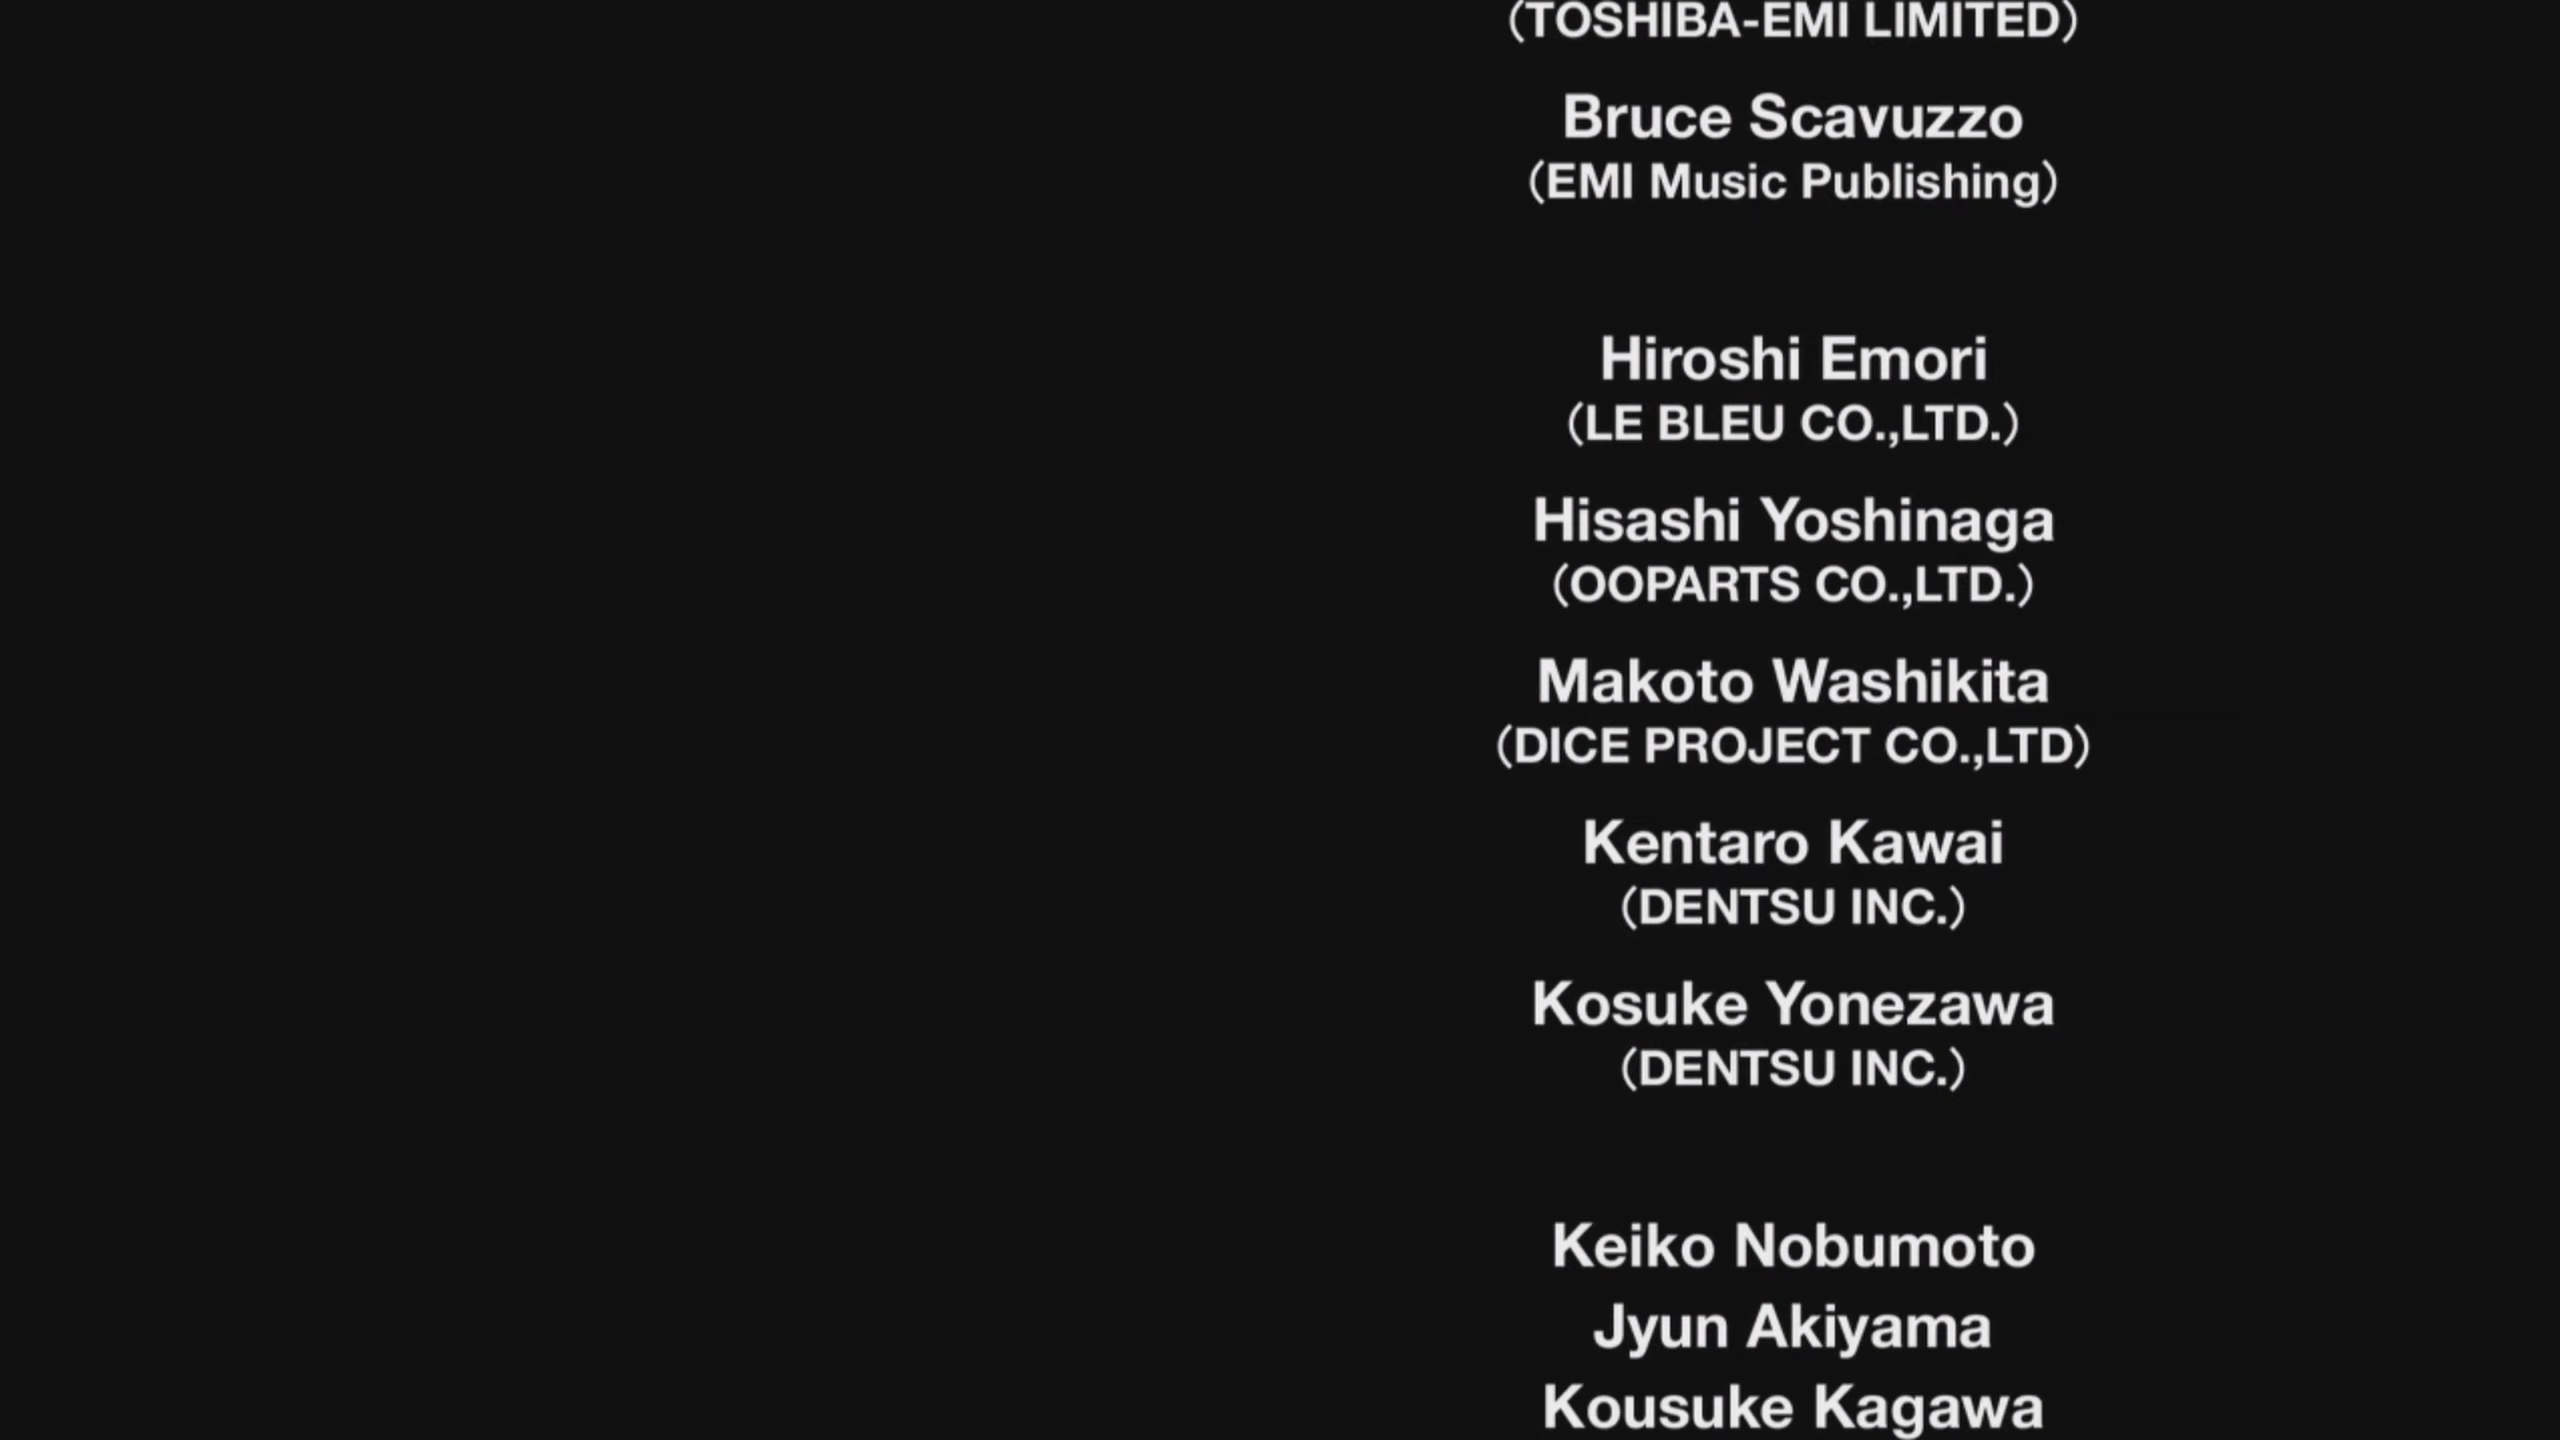 (TOSHIBA-EMI LIMITED)
Bruce Scavuzzo
(EMI Music Publishing)
Hiroshi Emori
(LE BLEU CO.,LTD.)
Hisashi Yoshinaga
(OOPARTS CO.,LTD.)
Makoto Washikita
(DICE PROJECT CO.,LTD)
Kentaro Kawai
(DENTSU INC.)
Kosuke Yonezawa
(DENTSU INC.)
Keiko Nobumoto
Jyun Akiyama
Kousuke Kagawa